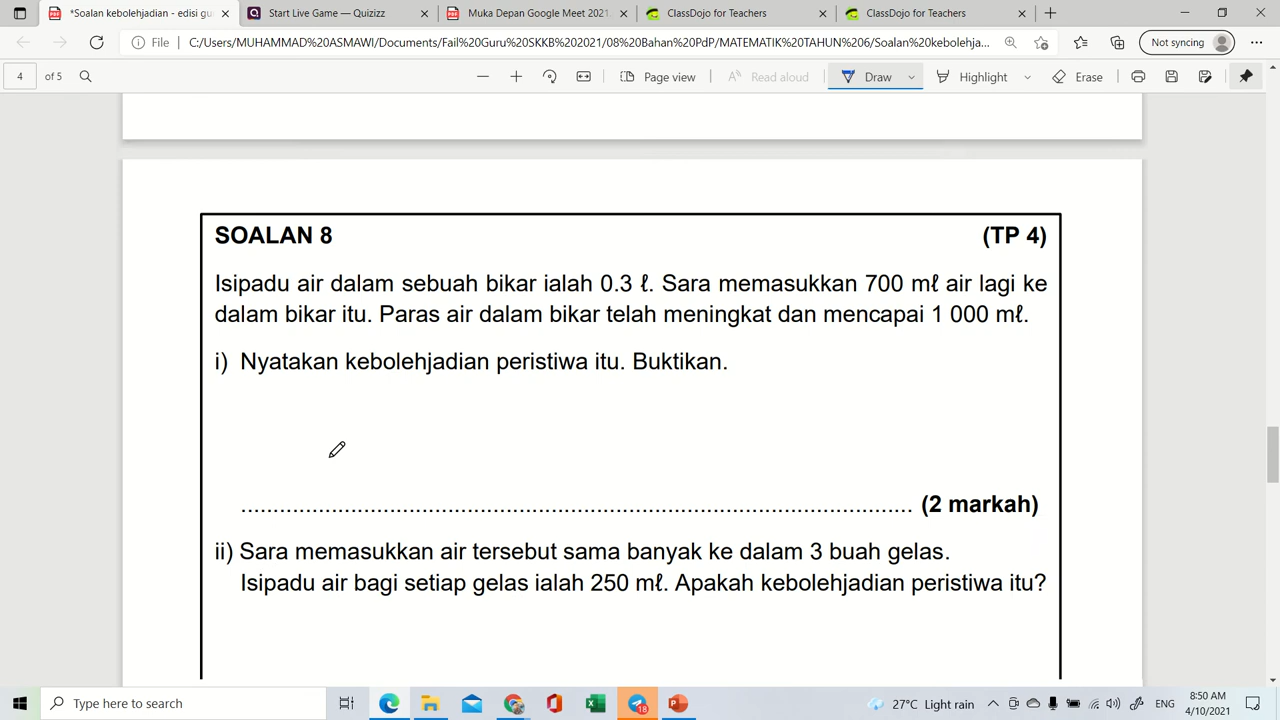 *Soalan kebolehjadian - edisi gu
Start Live Game — Quizizz
Muka Depan Google Meet 2021
ClassDojo for Teachers
ClassDojo for Teachers
File
C:/Users/MUHAMMAD%20ASMAWI/Documents/Fail%20Guru%20SKKB%202021/08%20Bahan%20PdP/MATEMATIK%20TAHUN%206/Soalan%20kebolehja...
Not syncing
4 of 5
Page view
Read aloud
Draw
Highlight
Erase
SOALAN 8 (TP 4)
Isipadu air dalam sebuah bikar ialah 0.3 ℓ. Sara memasukkan 700 mℓ air lagi ke
dalam bikar itu. Paras air dalam bikar telah meningkat dan mencapai 1 000 mℓ.
i) Nyatakan kebolehjadian peristiwa itu. Buktikan.
........................................................................................................ (2 markah)
ii) Sara memasukkan air tersebut sama banyak ke dalam 3 buah gelas.
Isipadu air bagi setiap gelas ialah 250 mℓ. Apakah kebolehjadian peristiwa itu?
Type here to search
18
27°C Light rain
ENG
8:50 AM
4/10/2021